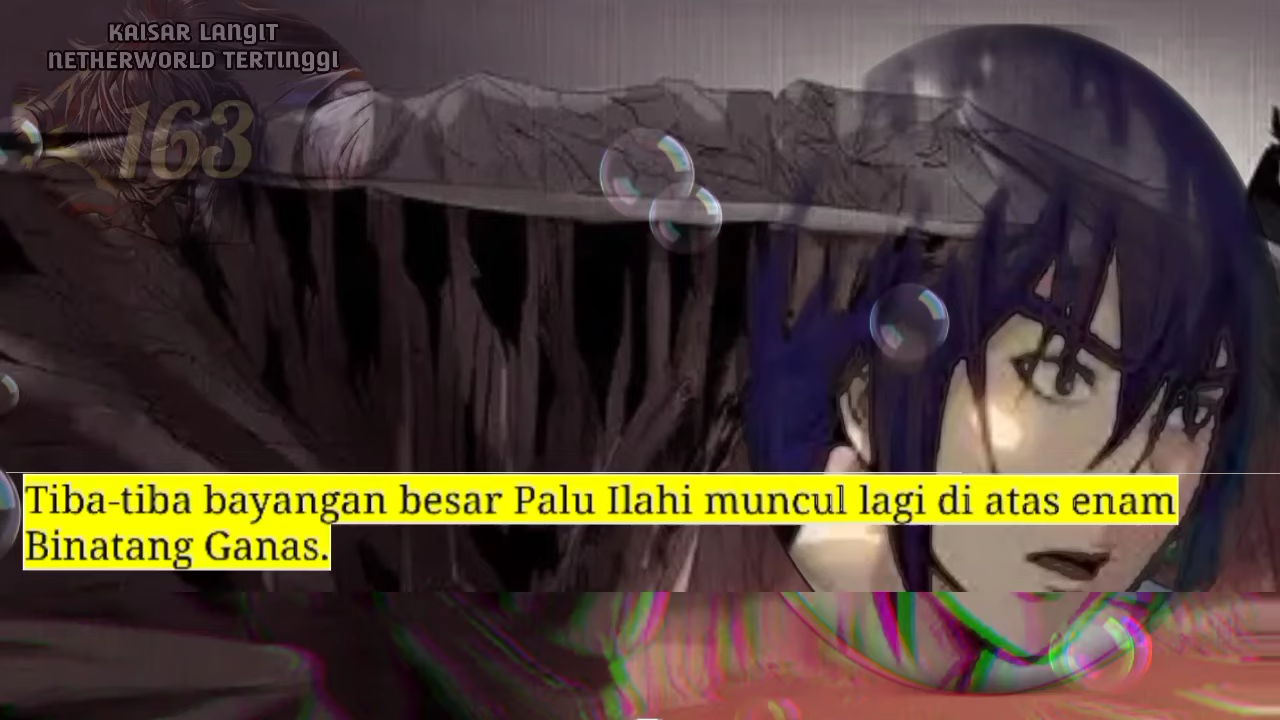 KAISAR LANGIT
NETHERWORLD TERTINGGI
163
Tiba-tiba bayangan besar Palu Ilahi muncul lagi di atas enam
Binatang Ganas.